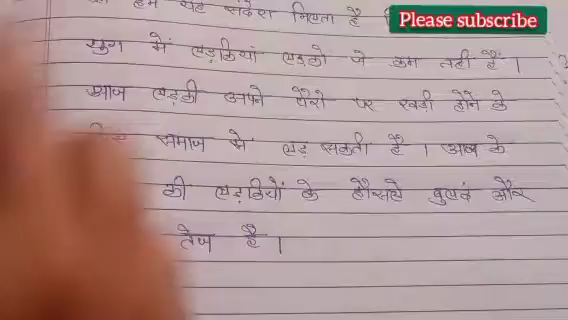 हमें यह संदेश मिलता है
Please subscribe
युग में लड़कियां लड़को से कम नही हैं।
आज लड़की अपने पैरो पर खड़ी होने के
समाज से लड़ सकती है। आज के
की लड़कियों के हौसले बुलंद और
तेज है।